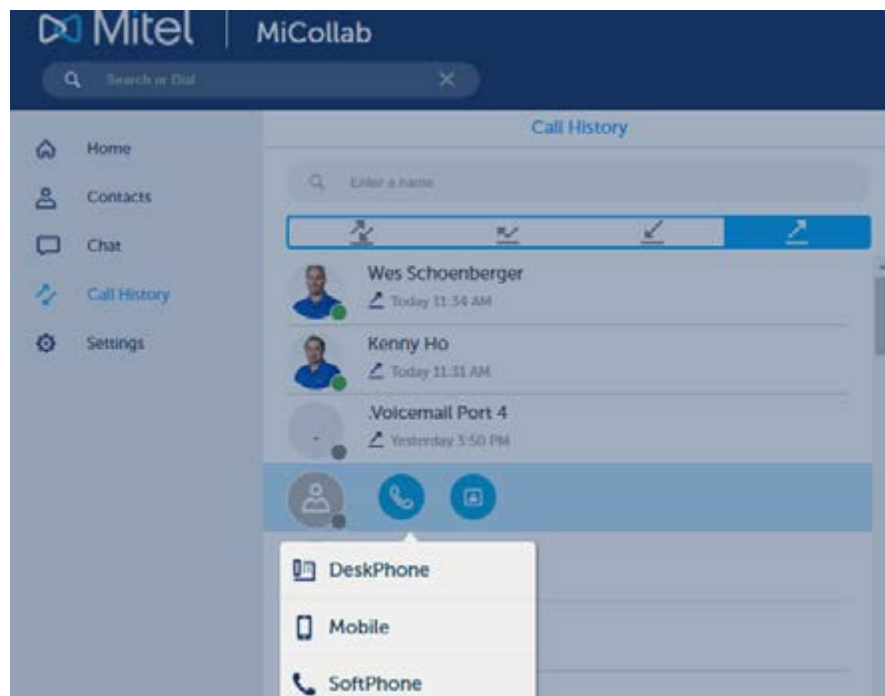 Mitel MiCollab
Search or Dial
Call History
Home
Enter a name
Contacts
Chat
Wes Schoenberger
Today 11:34 AM
Call History
Settings
Kenny Ho
Today 11:31 AM
.Voicemail Port 4
Yesterday 3:50 PM
DeskPhone
Mobile
SoftPhone